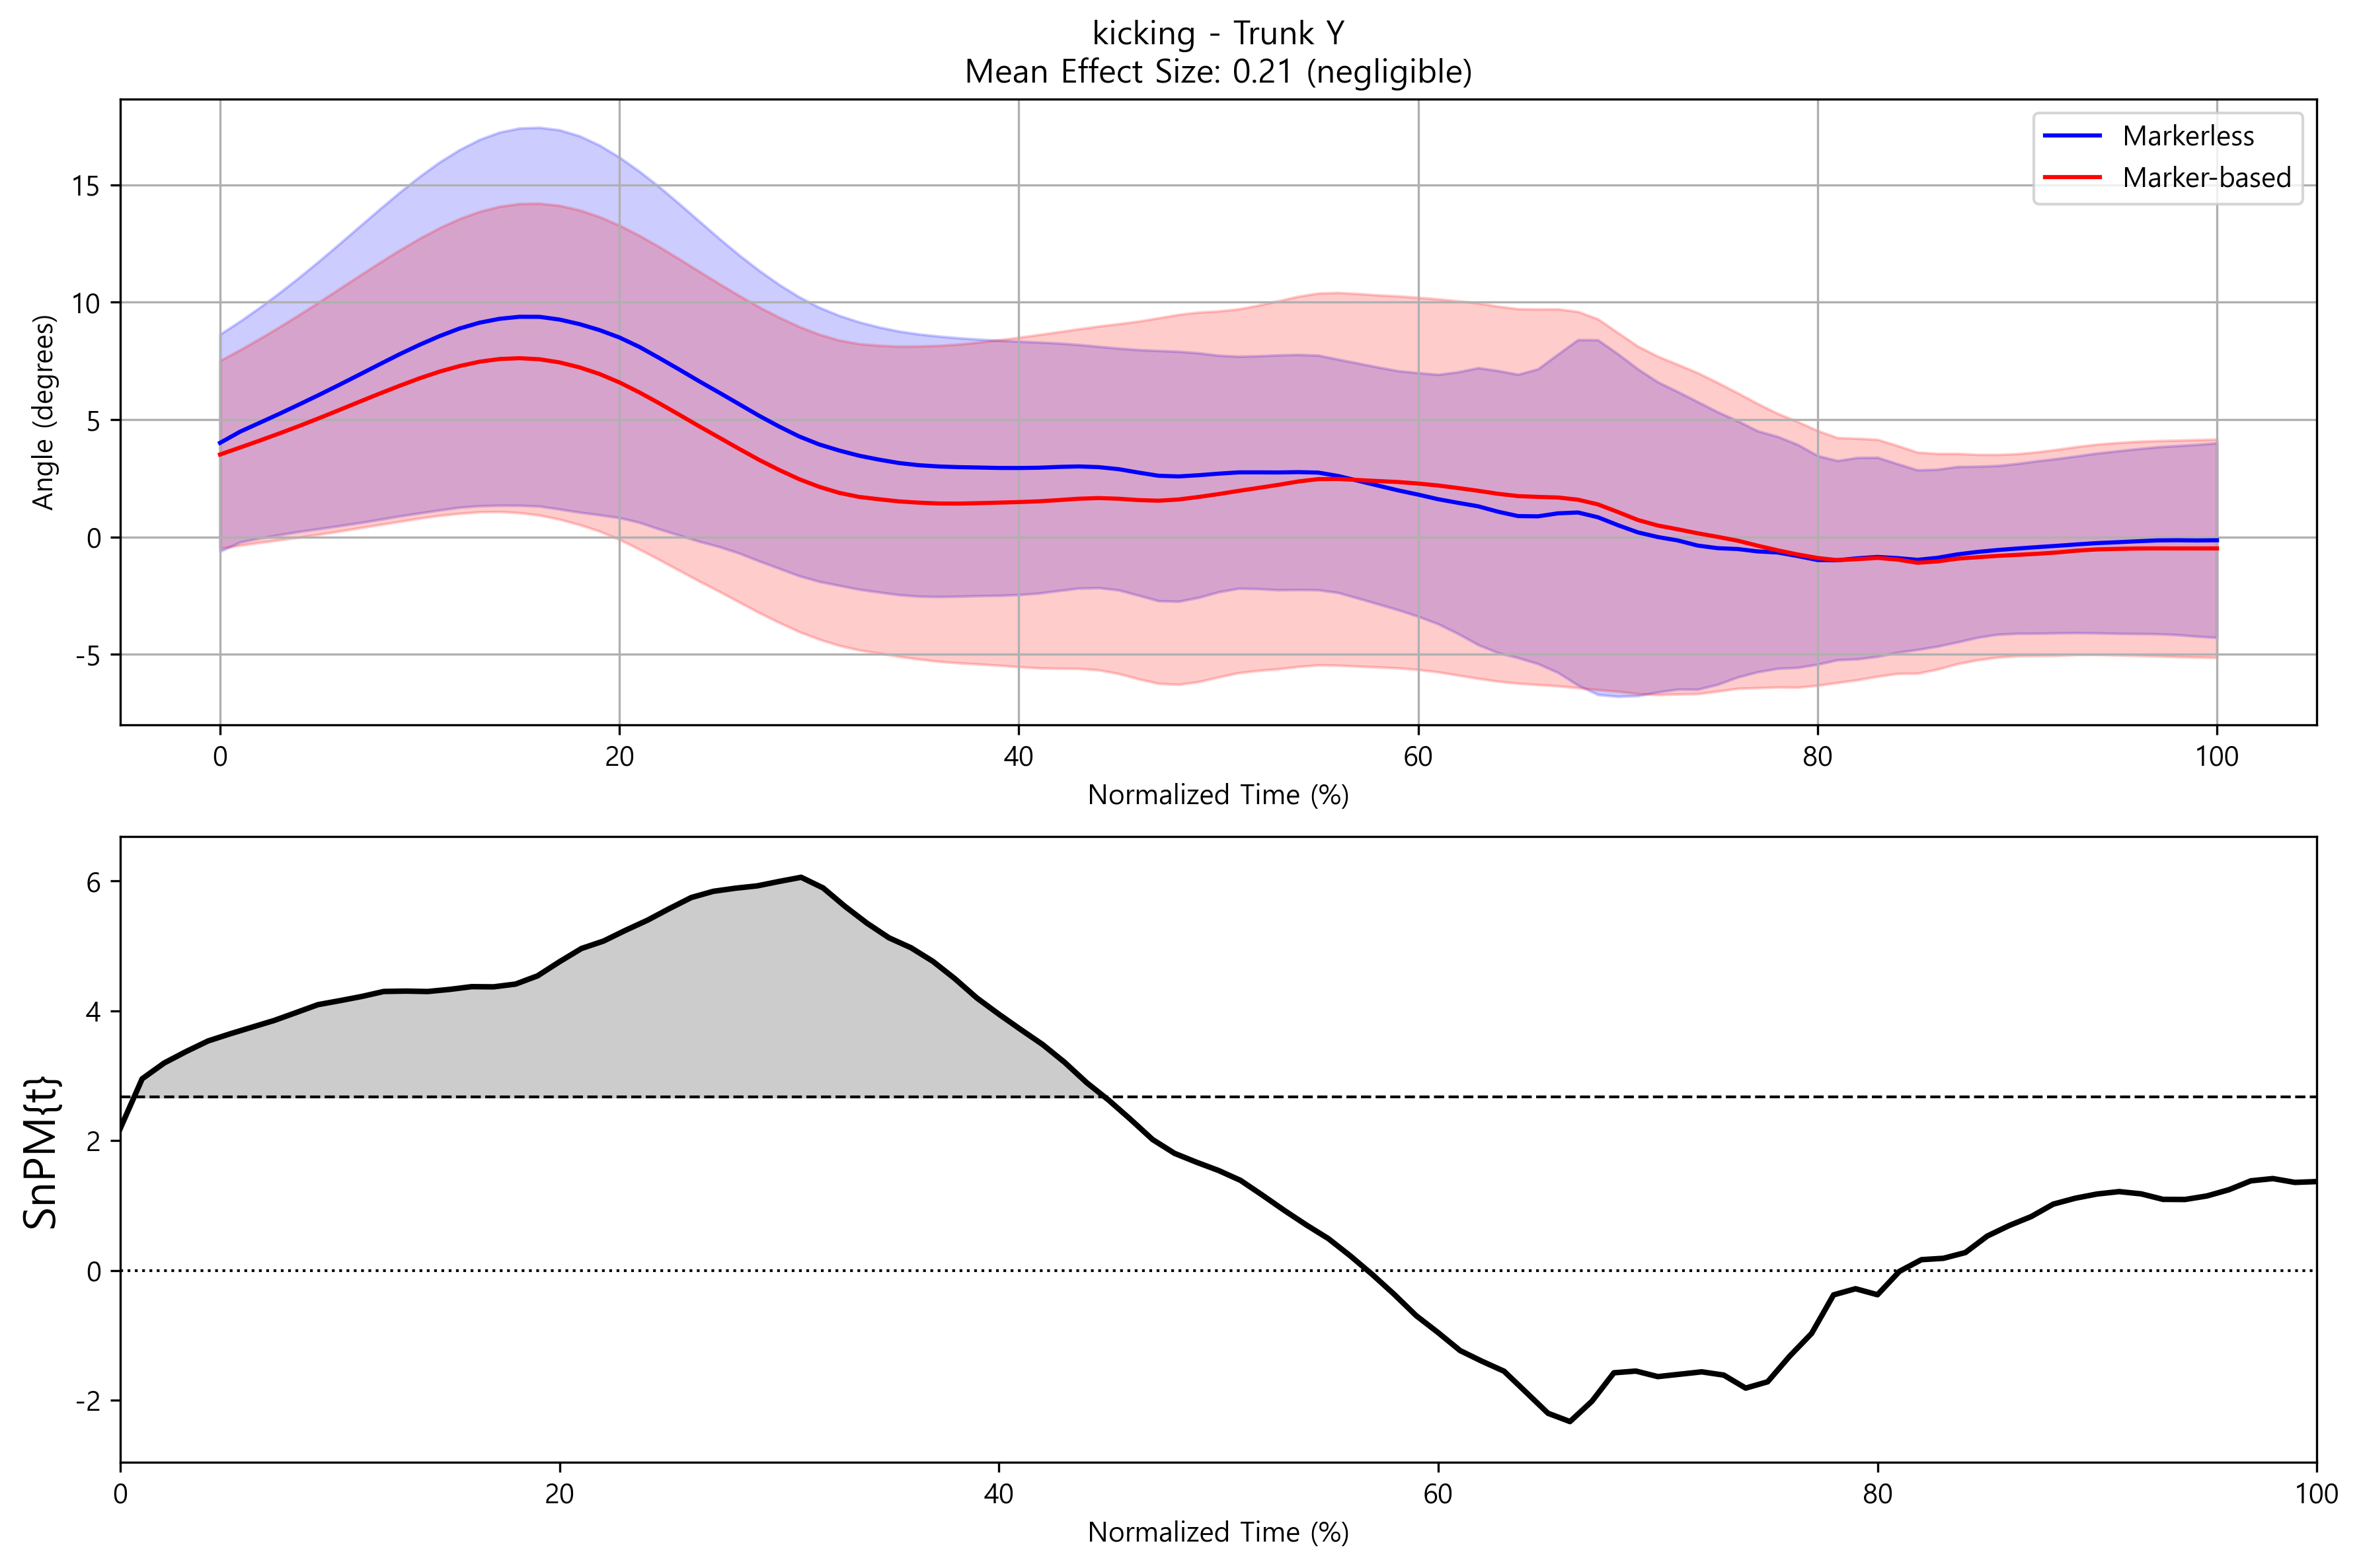 kicking - Trunk Y
Mean Effect Size: 0.21 (negligible)
Markerless
Marker-based
Angle (degrees)
15
10
5
0
-5
0 20 40 60 80 100
Normalized Time (%)
SnPM{t}
6
4
2
0
-2
0 20 40 60 80 100
Normalized Time (%)